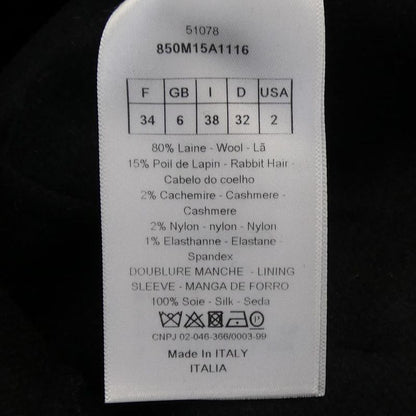 51078
850M15A1116
F GB I D USA
34 6 38 32 2
80% Laine - Wool - Lã
15% Poil de Lapin - Rabbit Hair -
Cabelo do coelho
2% Cachemire - Cashmere -
Cashmere
2% Nylon - nylon - Nylon
1% Elasthanne - Elastane -
Spandex
DOUBLURE MANCHE - LINING
SLEEVE - MANGA DE FORRO
100% Soie - Silk - Seda
P
CNPJ 02-046-366/0003-99
Made In ITALY
ITALIA